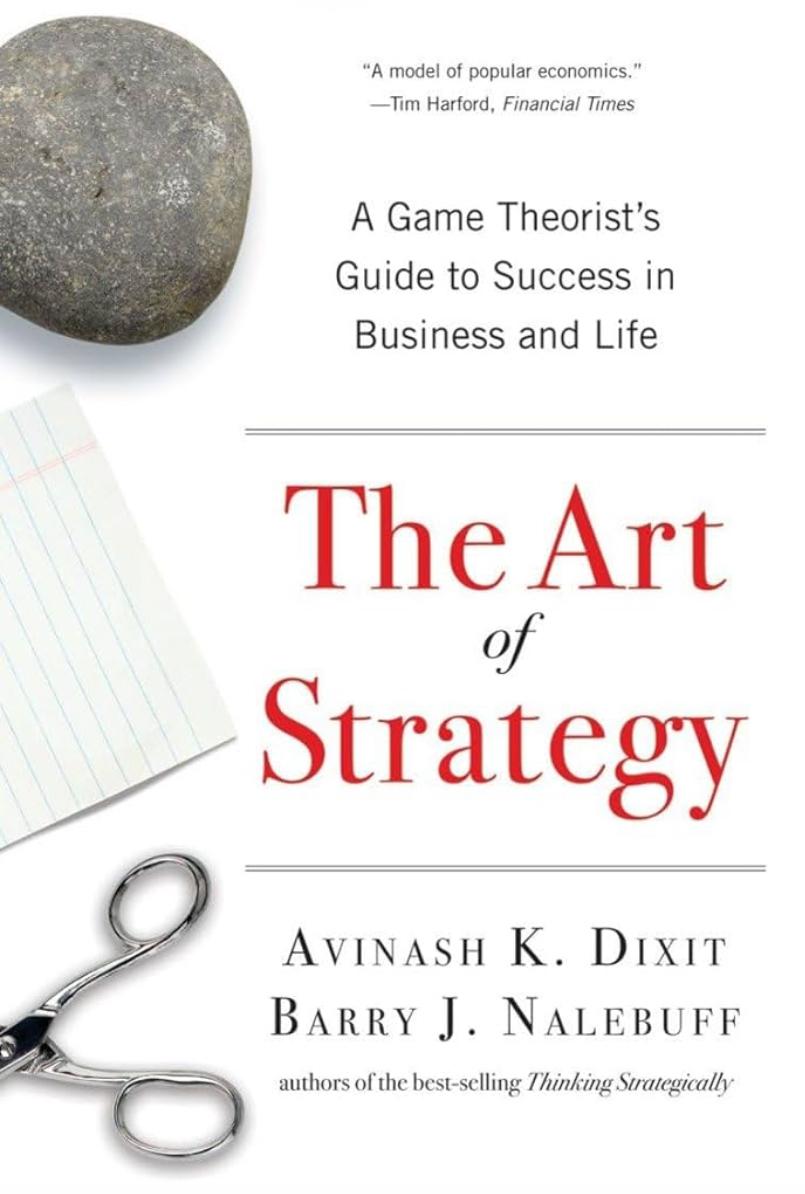 “A model of popular economics.”
—Tim Harford, Financial Times
A Game Theorist’s
Guide to Success in
Business and Life
The Art
of
Strategy
AVINASH K. DIXIT
BARRY J. NALEBUFF
authors of the best-selling Thinking Strategically